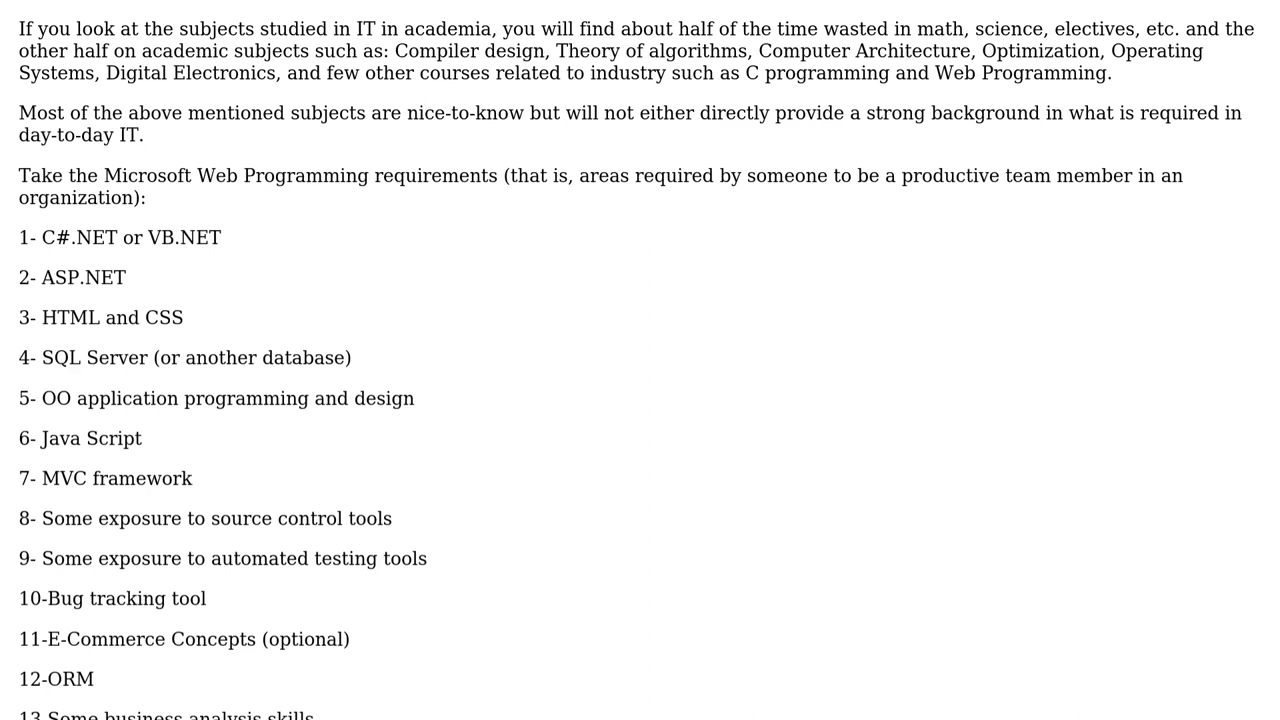 If you look at the subjects studied in IT in academia, you will find about half of the time wasted in math, science, electives, etc. and the
other half on academic subjects such as: Compiler design, Theory of algorithms, Computer Architecture, Optimization, Operating
Systems, Digital Electronics, and few other courses related to industry such as C programming and Web Programming.
Most of the above mentioned subjects are nice-to-know but will not either directly provide a strong background in what is required in
day-to-day IT.
Take the Microsoft Web Programming requirements (that is, areas required by someone to be a productive team member in an
organization):
1- C#.NET or VB.NET
2- ASP.NET
3- HTML and CSS
4- SQL Server (or another database)
5- OO application programming and design
6- Java Script
7- MVC framework
8- Some exposure to source control tools
9- Some exposure to automated testing tools
10-Bug tracking tool
11-E-Commerce Concepts (optional)
12-ORM
13-Some business analysis skills